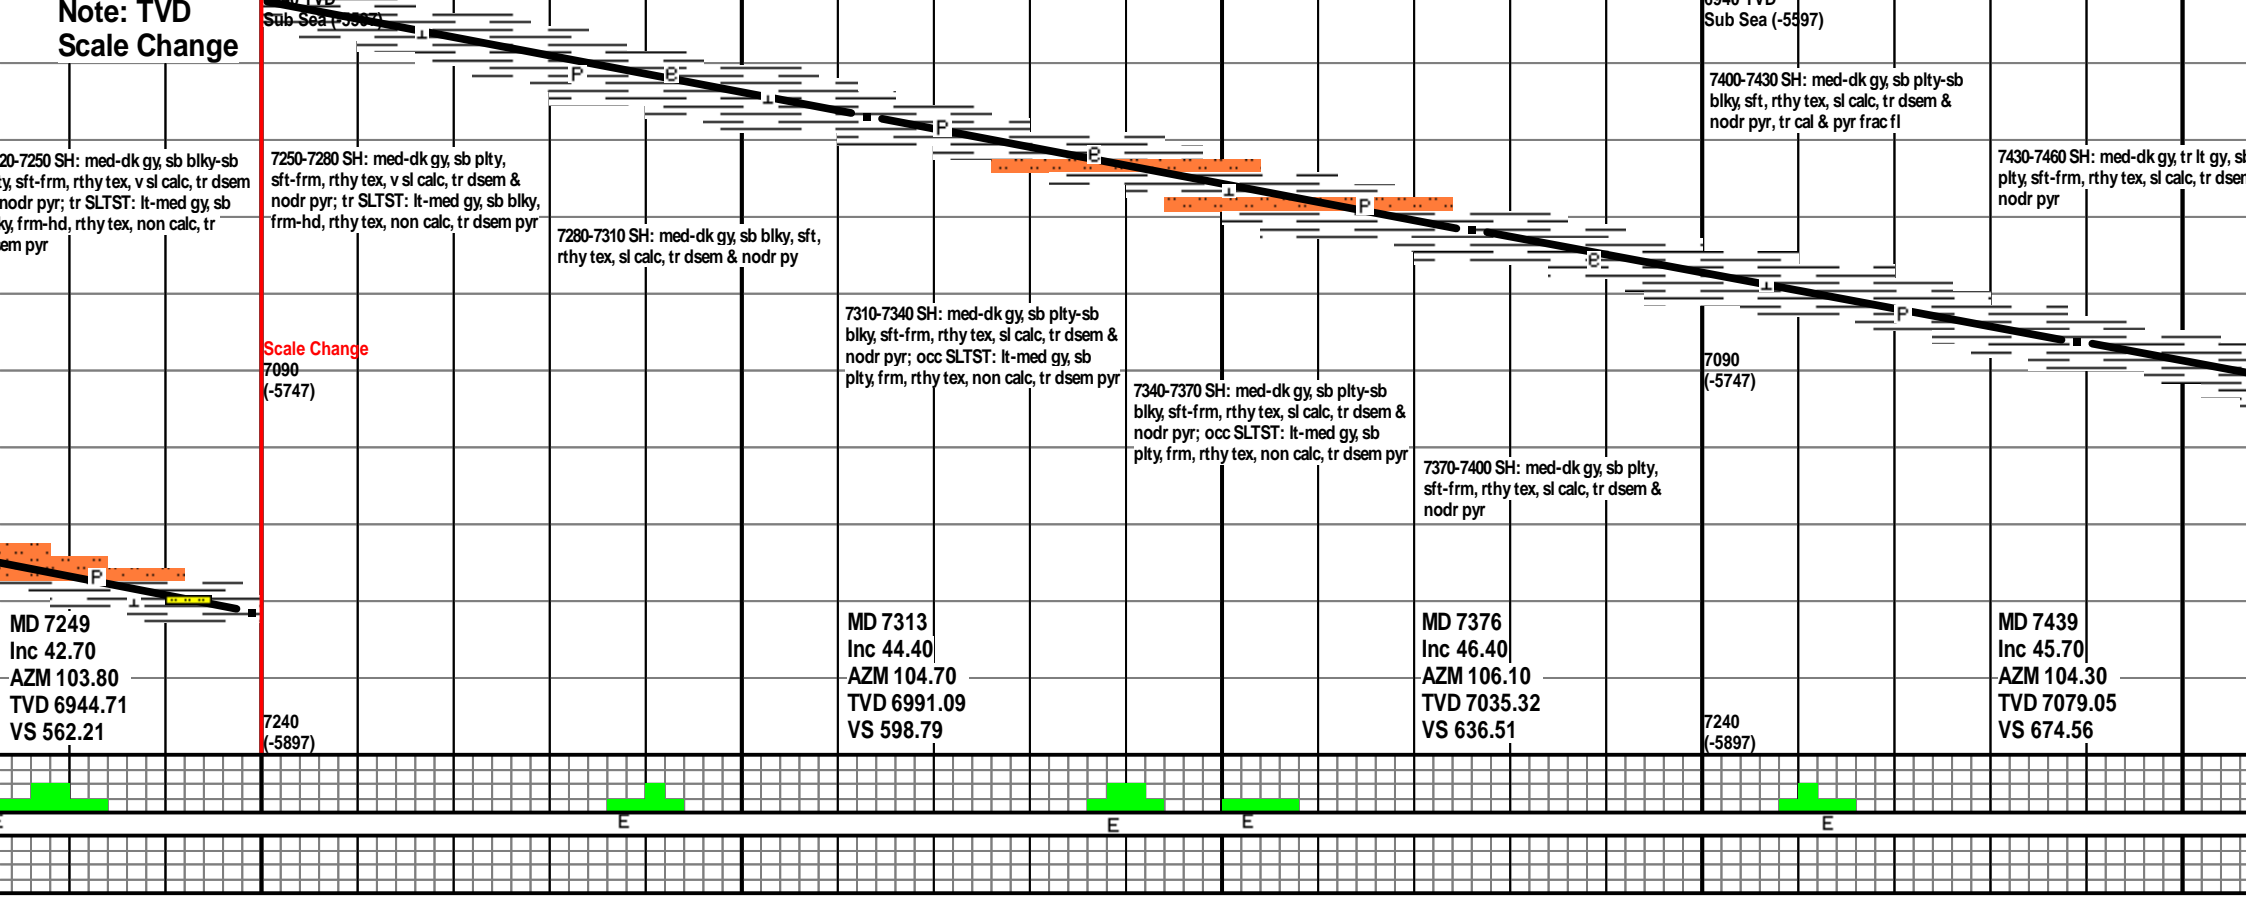 Note: TVD
Scale Change
Sub Sea (-5597)
TVD
Sub Sea (-5597)
20-7250 SH: med-dk gy, sb blky-sb
sft-frm, rthy tex, v sl calc, tr dsem
nodr pyr; tr SLTST: lt-med gy, sb
frm-hd, rthy tex, non calc, tr
pyr
7250-7280 SH: med-dk gy, sb plty,
sft-frm, rthy tex, v sl calc, tr dsem &
nodr pyr; tr SLTST: lt-med gy, sb blky,
frm-hd, rthy tex, non calc, tr dsem pyr
7280-7310 SH: med-dk gy, sb blky, sft,
rthy tex, sl calc, tr dsem & nodr py
7310-7340 SH: med-dk gy, sb plty-sb
blky, sft-frm, rthy tex, sl calc, tr dsem &
nodr pyr; occ SLTST: lt-med gy, sb
plty, frm, rthy tex, non calc, tr dsem pyr
7340-7370 SH: med-dk gy, sb plty-sb
blky, sft-frm, rthy tex, sl calc, tr dsem &
nodr pyr; occ SLTST: lt-med gy, sb
plty, frm, rthy tex, non calc, tr dsem pyr
7370-7400 SH: med-dk gy, sb plty,
sft-frm, rthy tex, sl calc, tr dsem &
nodr pyr
7400-7430 SH: med-dk gy, sb plty-sb
blky, sft, rthy tex, sl calc, tr dsem &
nodr pyr, tr cal & pyr frac fl
7430-7460 SH: med-dk gy, tr lt gy, sb
plty, sft-frm, rthy tex, sl calc, tr dsem
nodr pyr
Scale Change
7090
(-5747)
7090
(-5747)
MD 7249
Inc 42.70
AZM 103.80
TVD 6944.71
VS 562.21
7240
(-5897)
MD 7313
Inc 44.40
AZM 104.70
TVD 6991.09
VS 598.79
MD 7376
Inc 46.40
AZM 106.10
TVD 7035.32
VS 636.51
7240
(-5897)
MD 7439
Inc 45.70
AZM 104.30
TVD 7079.05
VS 674.56
E
E
E
E